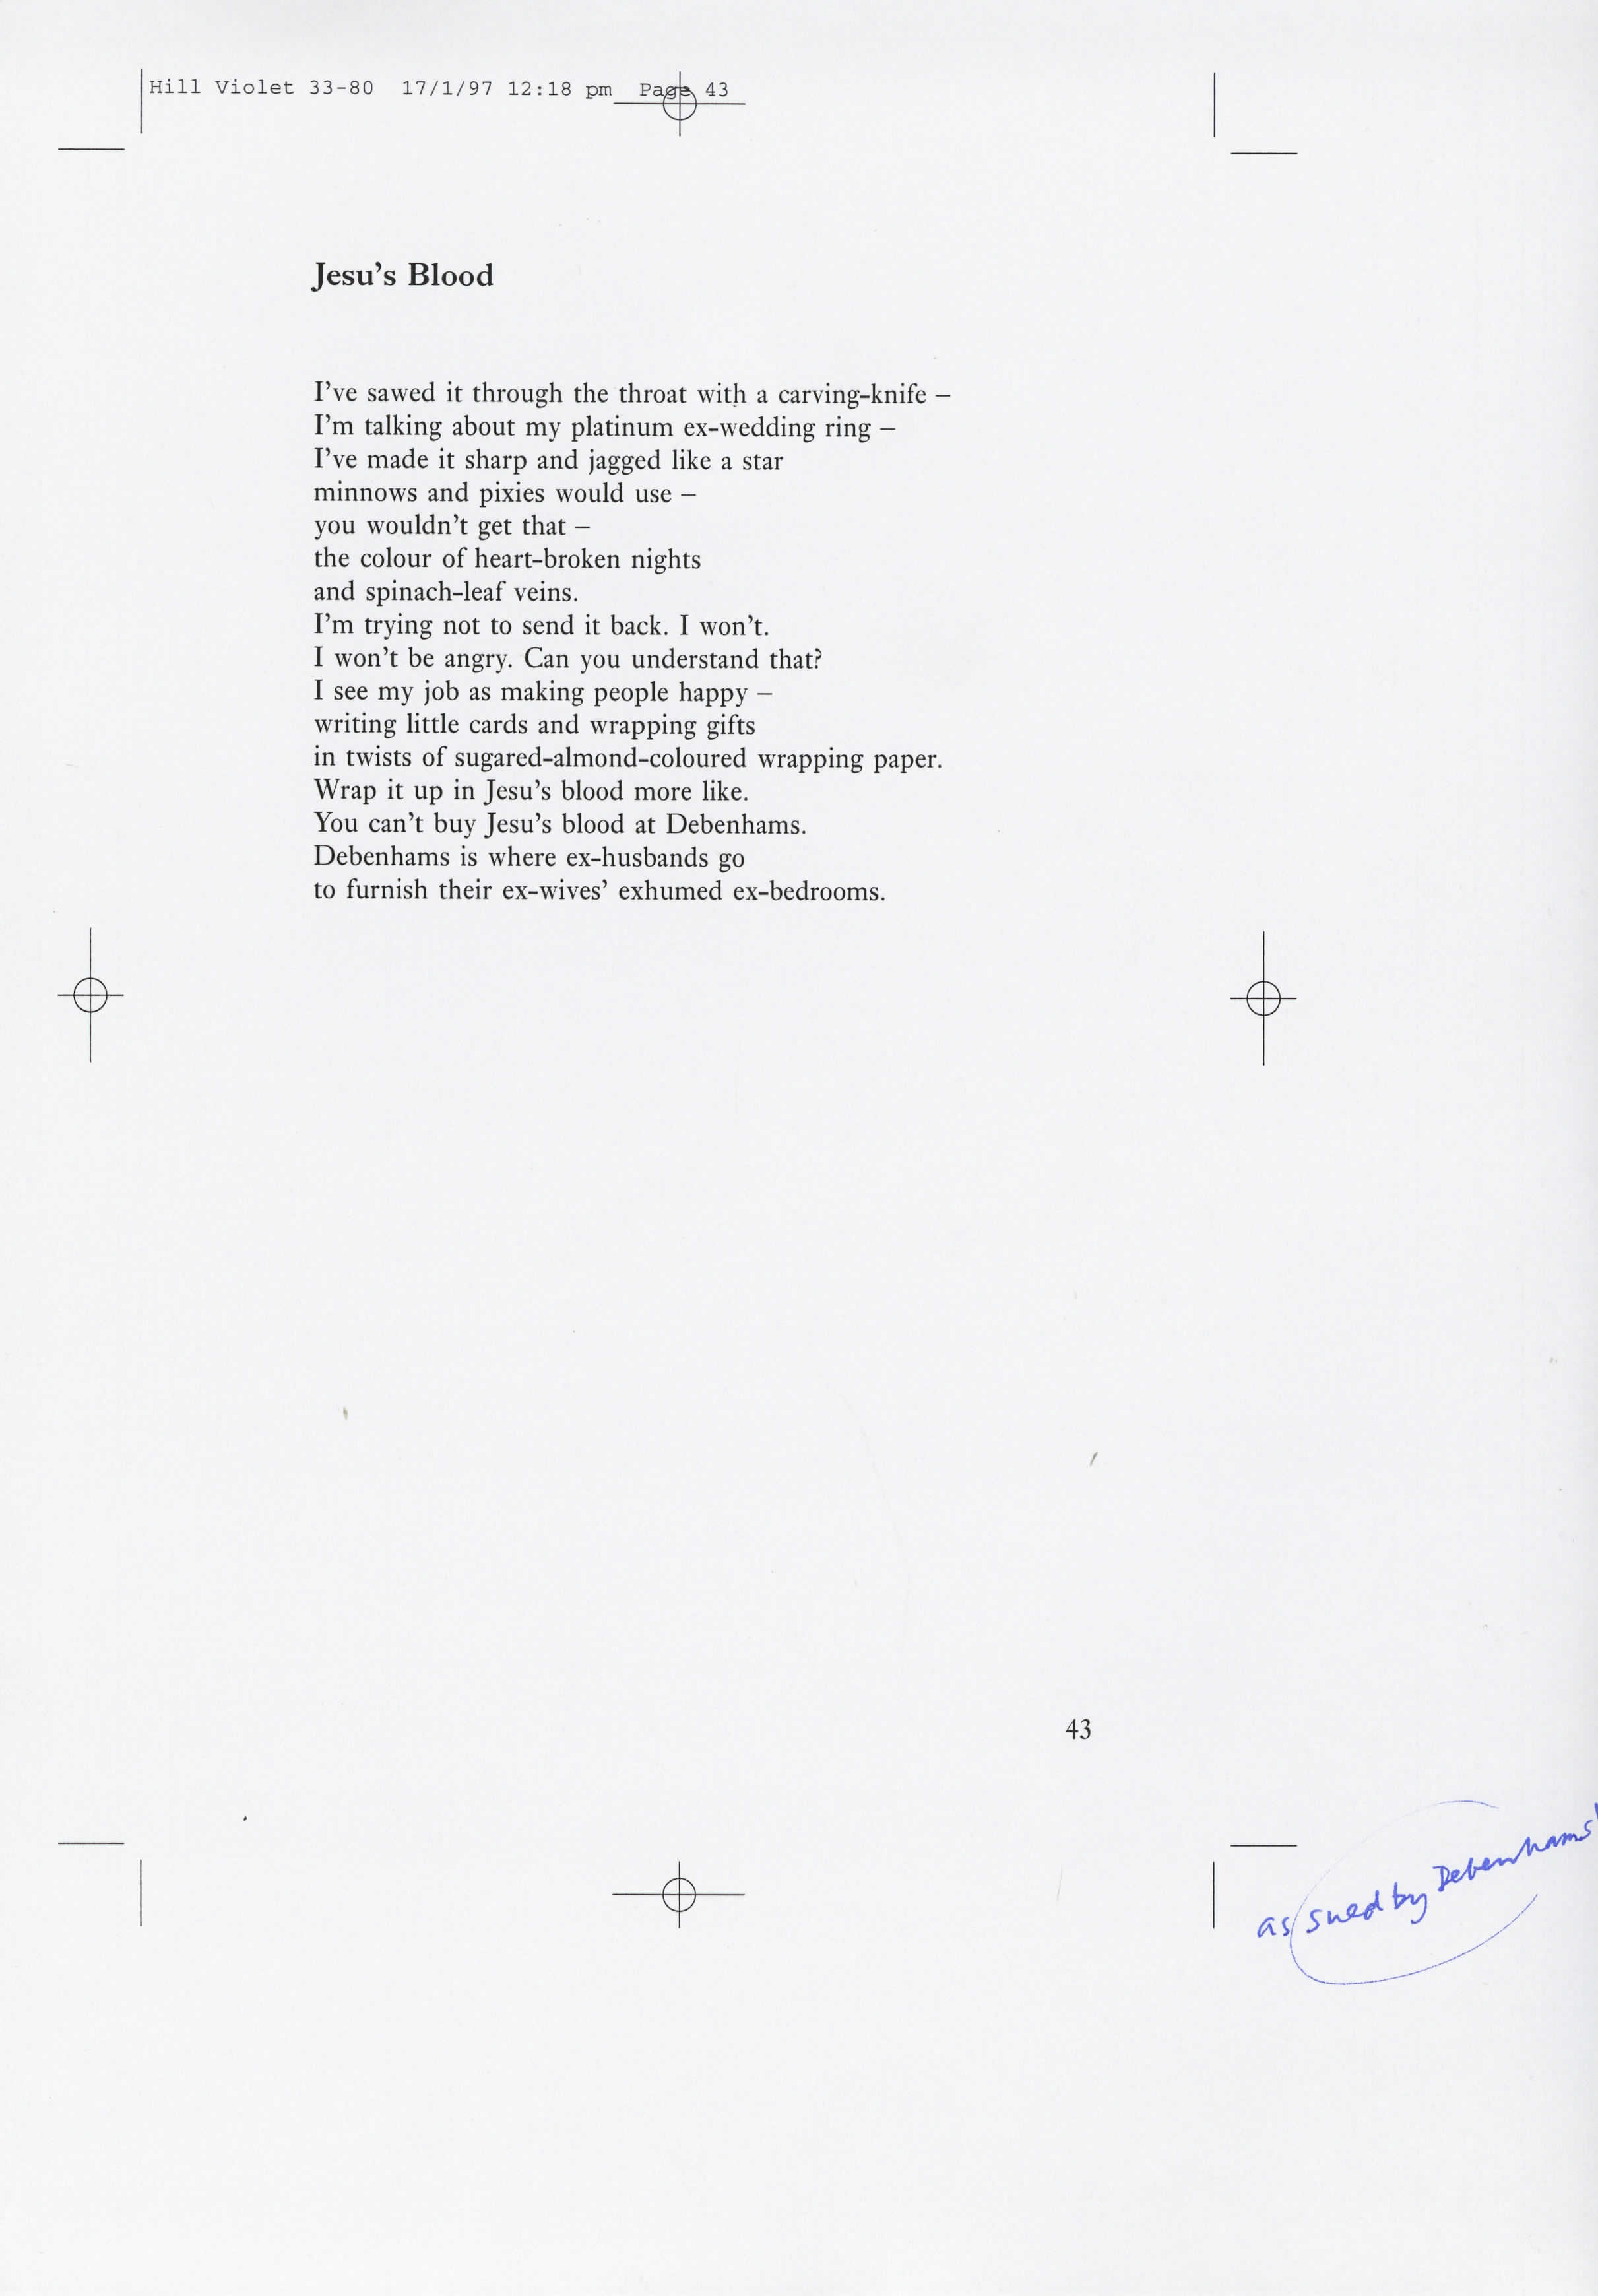 Hill Violet 33-80 17/1/97 12:18 pm Page 43
Jesu’s Blood
I’ve sawed it through the throat with a carving-knife –
I’m talking about my platinum ex-wedding ring –
I’ve made it sharp and jagged like a star
minnows and pixies would use –
you wouldn’t get that –
the colour of heart-broken nights
and spinach-leaf veins.
I’m trying not to send it back. I won’t.
I won’t be angry. Can you understand that?
I see my job as making people happy –
writing little cards and wrapping gifts
in twists of sugared-almond-coloured wrapping paper.
Wrap it up in Jesu’s blood more like.
You can’t buy Jesu’s blood at Debenhams.
Debenhams is where ex-husbands go
to furnish their ex-wives’ exhumed ex-bedrooms.
43
as sued by Debenhams'